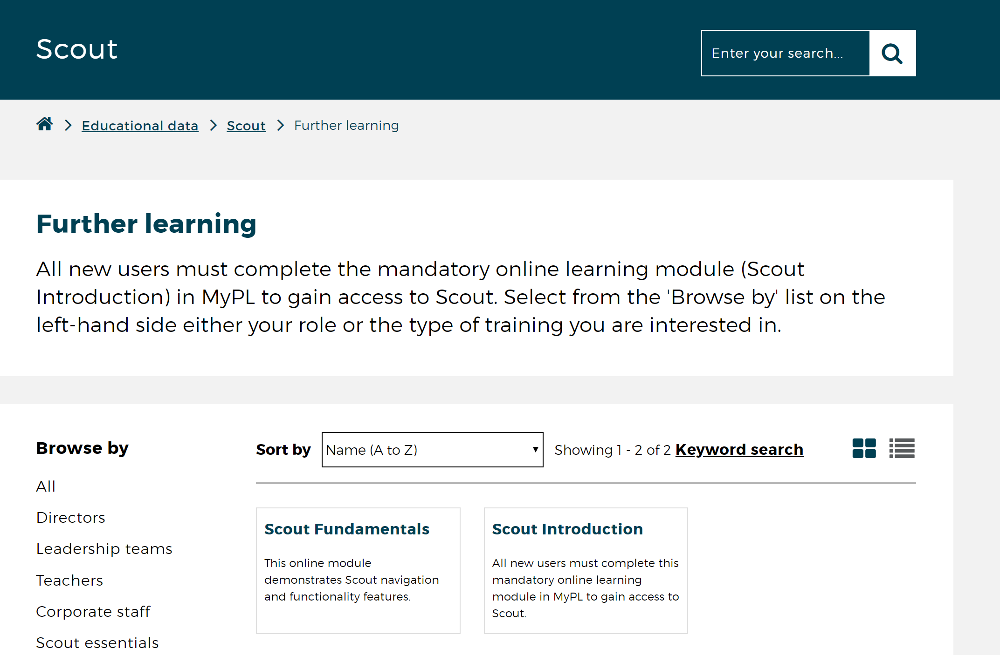 Scout
Enter your search...
Educational data
Scout
Further learning
Further learning
All new users must complete the mandatory online learning module (Scout
Introduction) in MyPL to gain access to Scout. Select from the 'Browse by' list on the
left-hand side either your role or the type of training you are interested in.
Browse by
All
Directors
Leadership teams
Teachers
Corporate staff
Scout essentials
Sort by
Name (A to Z)
Showing 1 - 2 of 2 Keyword search
Scout Fundamentals
This online module
demonstrates Scout navigation
and functionality features.
Scout Introduction
All new users must complete this
mandatory online learning
module in MyPL to gain access to
Scout.